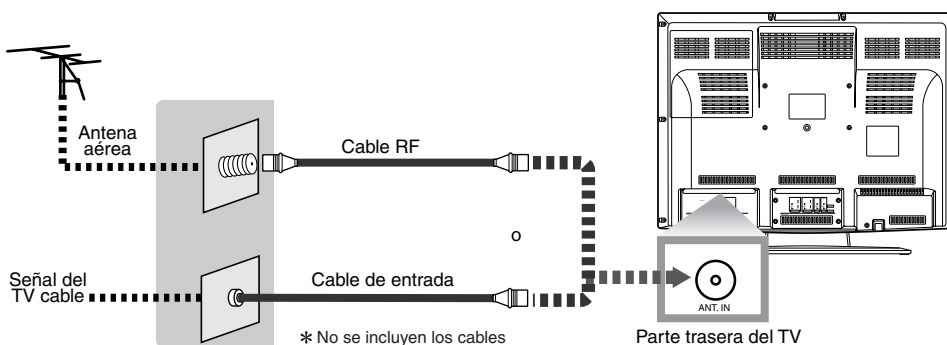 Antena
aérea
Cable RF
o
Señal del
TV cable
Cable de entrada
* No se incluyen los cables
ANT. IN
Parte trasera del TV